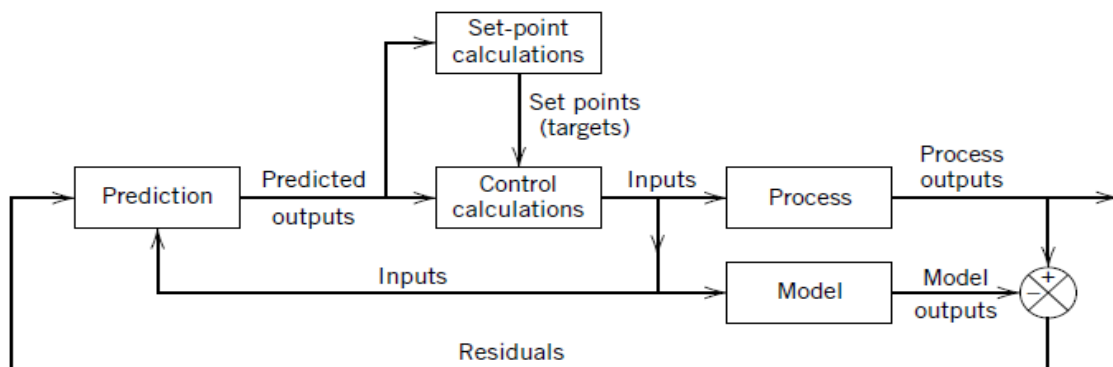 Set-point
calculations
Set points
(targets)
Prediction
Predicted
outputs
Control
calculations
Inputs
Process
Process
outputs
Inputs
Model
Model
outputs
+
−
Residuals